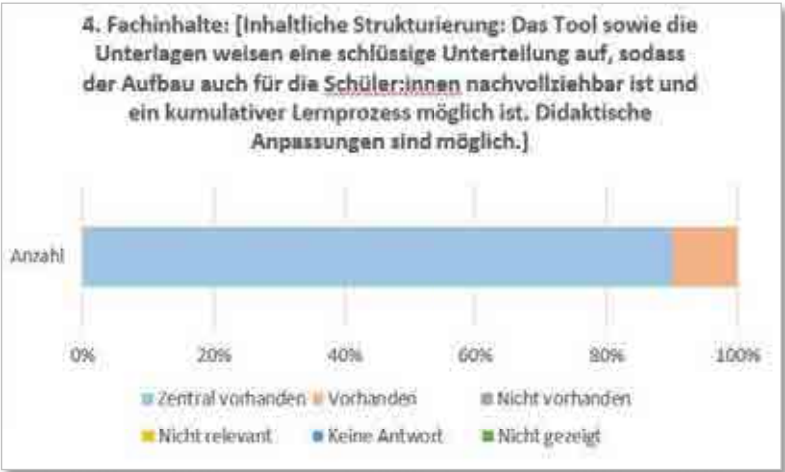 4. Fachinhalte: [Inhaltliche Strukturierung: Das Tool sowie die
Unterlagen weisen eine schlüssige Unterteilung auf, sodass
der Aufbau auch für die Schüler:innen nachvollziehbar ist und
ein kumulativer Lernprozess möglich ist. Didaktische
Anpassungen sind möglich.]
Anzahl
0% 20% 40% 60% 80% 100%
Zentral vorhanden Vorhanden Nicht vorhanden
Nicht relevant Keine Antwort Nicht gezeigt